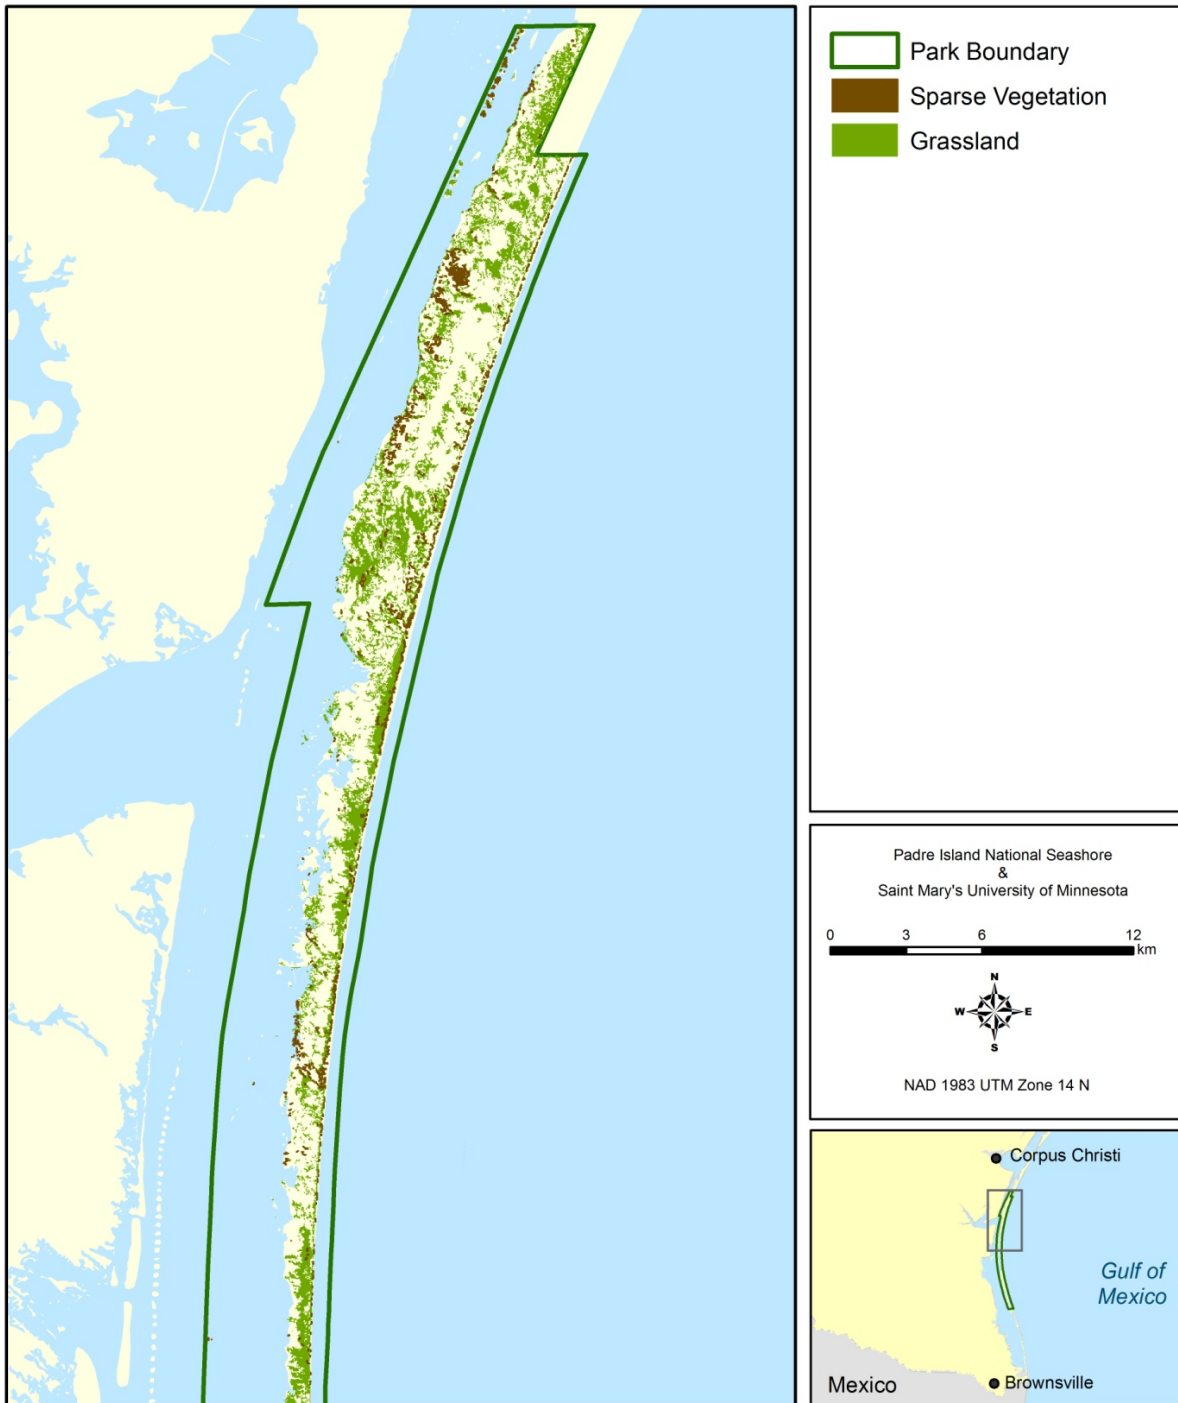 Park Boundary
Sparse Vegetation
Grassland
Padre Island National Seashore
&
Saint Mary's University of Minnesota
0 3 6 12
km
N
W E
S
NAD 1983 UTM Zone 14 N
Corpus Christi
Gulf of
Mexico
Mexico
Brownsville